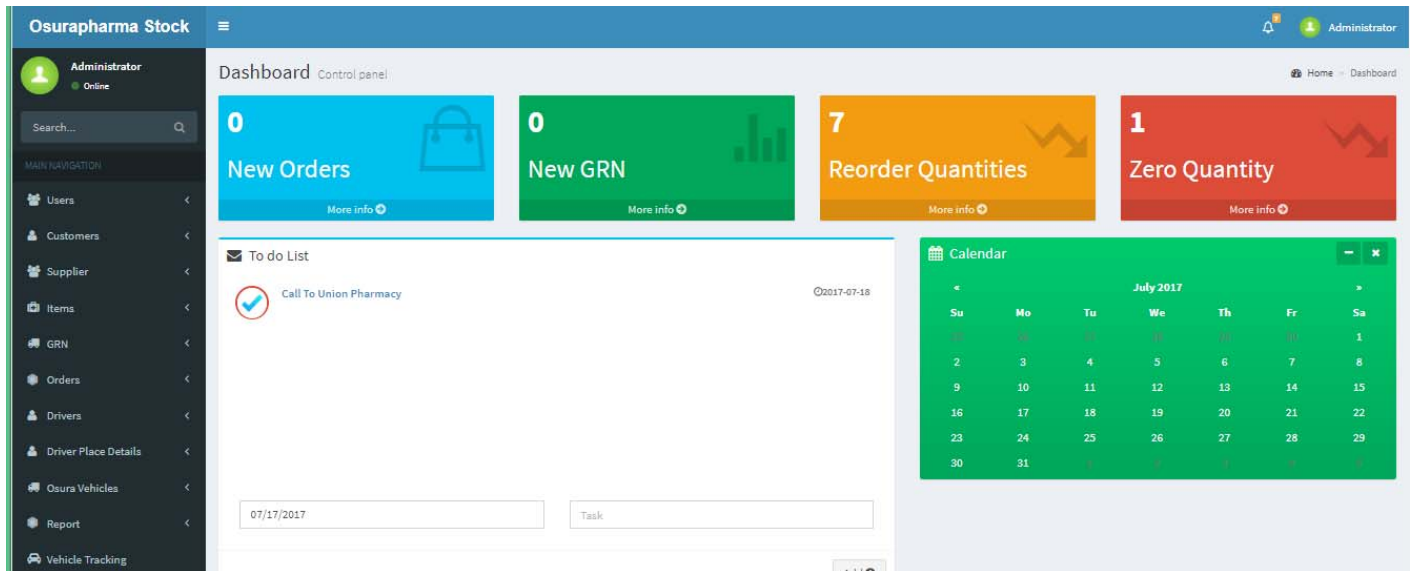 Osurapharma Stock
Administrator
Administrator
Online
Search...
MAIN NAVIGATION
Users
Customers
Supplier
Items
GRN
Orders
Drivers
Driver Place Details
Osura Vehicles
Report
Vehicle Tracking
Dashboard Control panel
Home Dashboard
0
New Orders
More info
0
New GRN
More info
7
Reorder Quantities
More info
1
Zero Quantity
More info
To do List
Call To Union Pharmacy 2017-07-18
07/17/2017 Task
Calendar
« July 2017 »
Su Mo Tu We Th Fr Sa
1
2 3 4 5 6 7 8
9 10 11 12 13 14 15
16 17 18 19 20 21 22
23 24 25 26 27 28 29
30 31